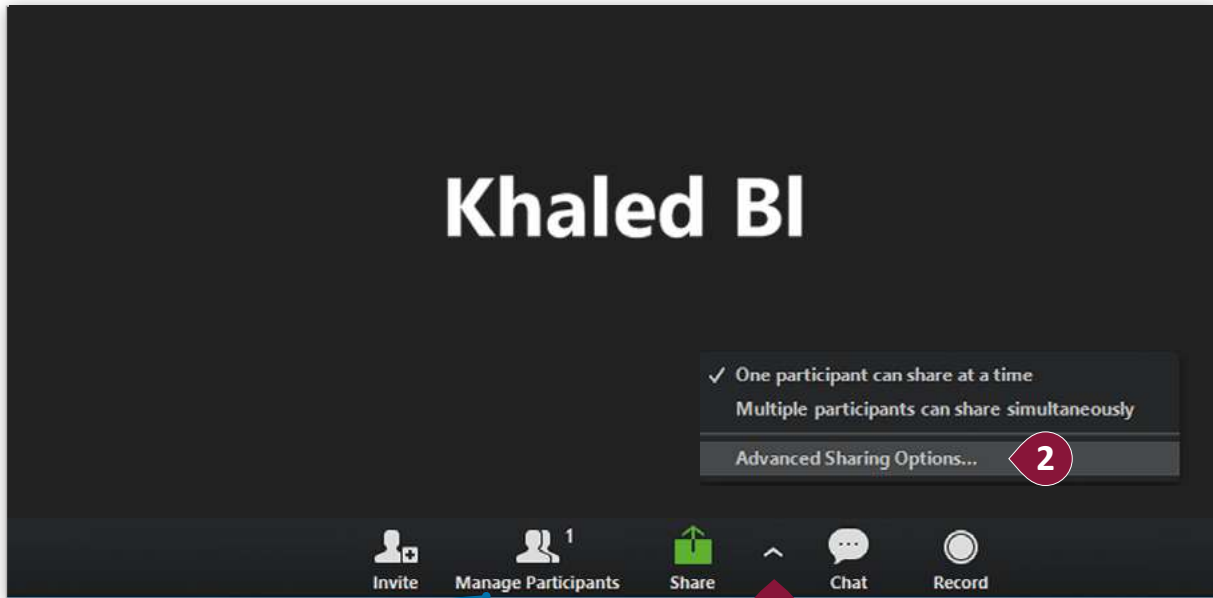 Khaled Bl
✓ One participant can share at a time
Multiple participants can share simultaneously
Advanced Sharing Options...
2
1
Invite Manage Participants Share Chat Record